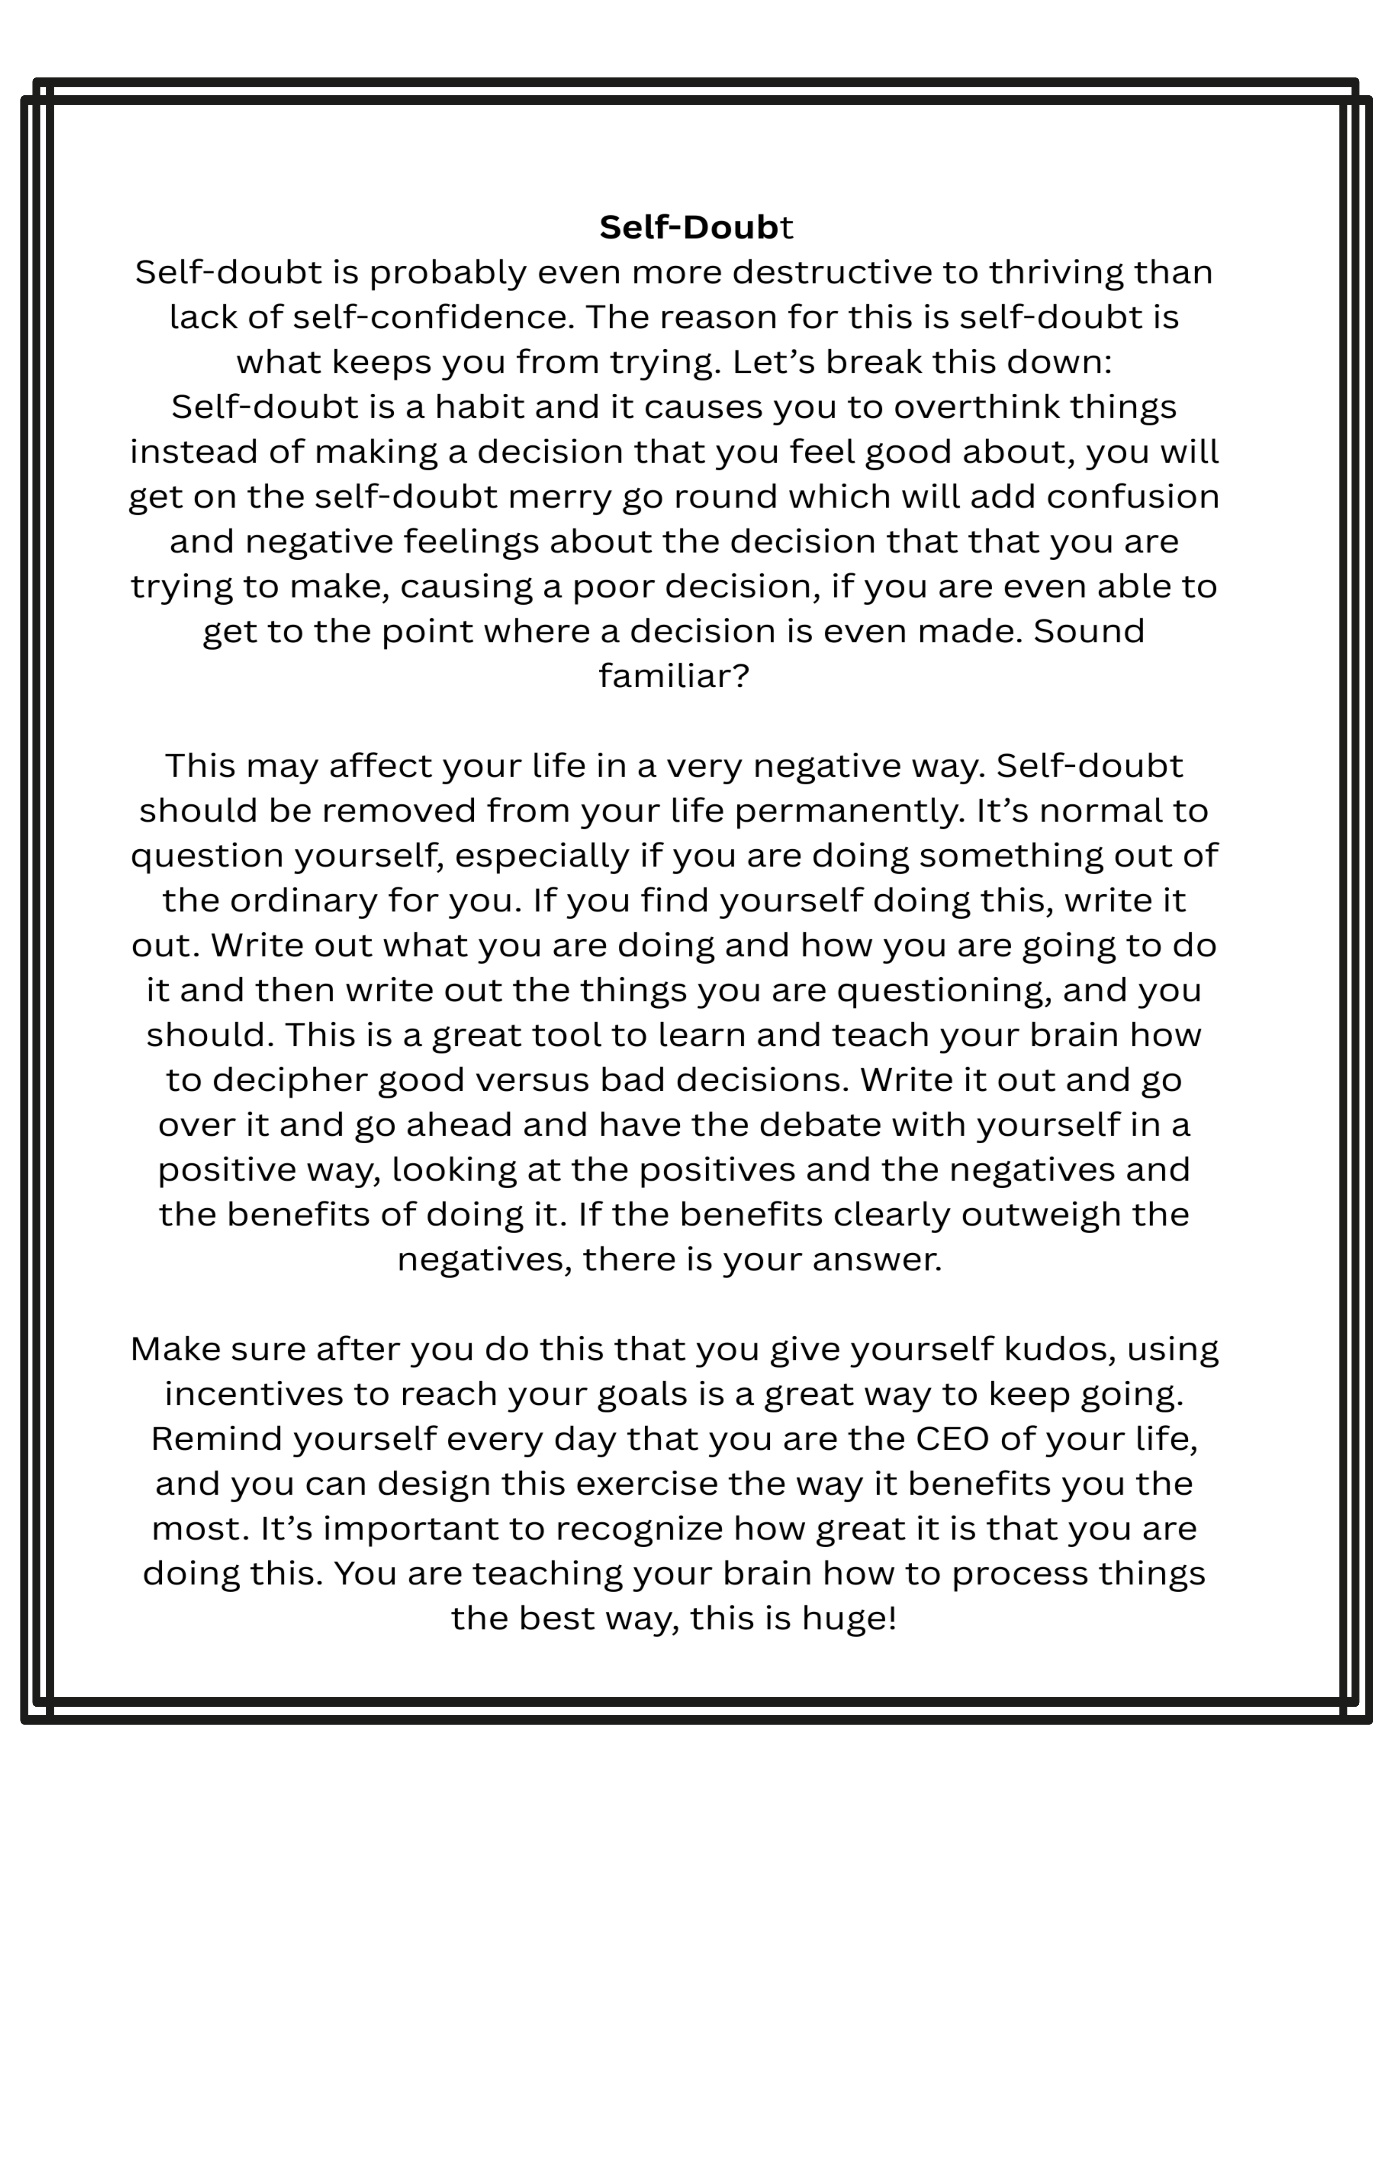 Self-Doubt
Self-doubt is probably even more destructive to thriving than
lack of self-confidence. The reason for this is self-doubt is
what keeps you from trying. Let’s break this down:
Self-doubt is a habit and it causes you to overthink things
instead of making a decision that you feel good about, you will
get on the self-doubt merry go round which will add confusion
and negative feelings about the decision that that you are
trying to make, causing a poor decision, if you are even able to
get to the point where a decision is even made. Sound
familiar?
This may affect your life in a very negative way. Self-doubt
should be removed from your life permanently. It’s normal to
question yourself, especially if you are doing something out of
the ordinary for you. If you find yourself doing this, write it
out. Write out what you are doing and how you are going to do
it and then write out the things you are questioning, and you
should. This is a great tool to learn and teach your brain how
to decipher good versus bad decisions. Write it out and go
over it and go ahead and have the debate with yourself in a
positive way, looking at the positives and the negatives and
the benefits of doing it. If the benefits clearly outweigh the
negatives, there is your answer.
Make sure after you do this that you give yourself kudos, using
incentives to reach your goals is a great way to keep going.
Remind yourself every day that you are the CEO of your life,
and you can design this exercise the way it benefits you the
most. It’s important to recognize how great it is that you are
doing this. You are teaching your brain how to process things
the best way, this is huge!